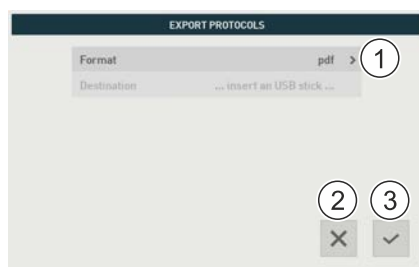 EXPORT PROTOCOLS
Format pdf > 1
Destination ... insert an USB stick ...
2 3